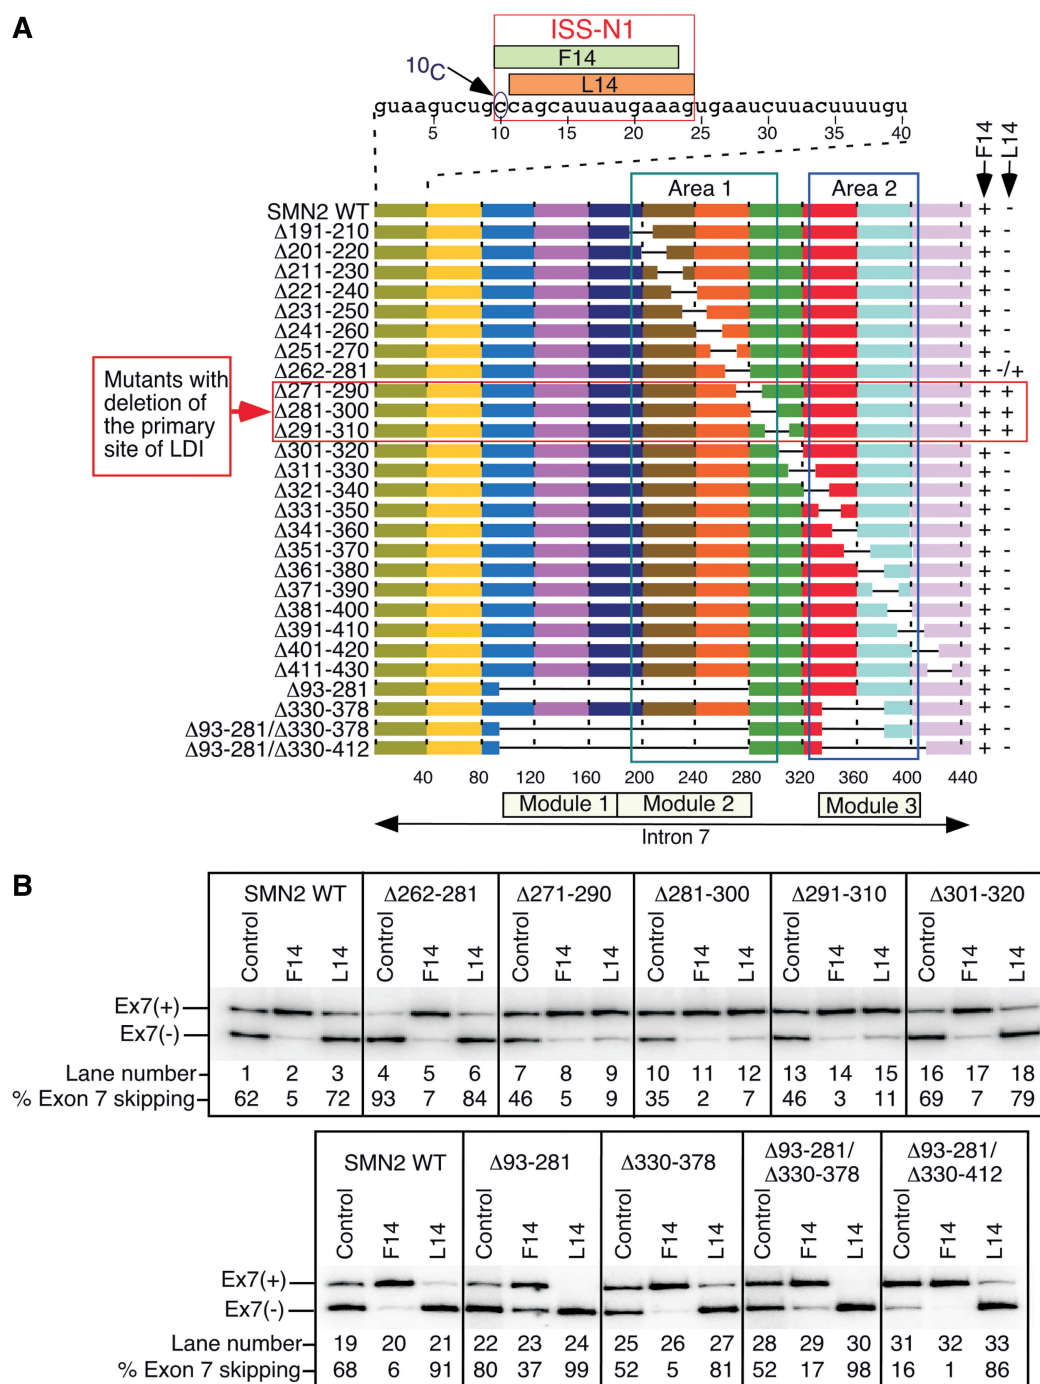 A
ISS-N1
F14
10C
L14
guaagucugccagcauuaugaaagugaaucuuacuuuugu
5 10 15 20 25 30 35 40
F14 L14
Area 1 Area 2
SMN2 WT + -
Δ191-210 + -
Δ201-220 + -
Δ211-230 + -
Δ221-240 + -
Δ231-250 + -
Δ241-260 + -
Δ251-270 + -
Δ262-281 + -/+
Mutants with
deletion of
the primary
site of LDI
Δ271-290 + +
Δ281-300 + +
Δ291-310 + +
Δ301-320 + -
Δ311-330 + -
Δ321-340 + -
Δ331-350 + -
Δ341-360 + -
Δ351-370 + -
Δ361-380 + -
Δ371-390 + -
Δ381-400 + -
Δ391-410 + -
Δ401-420 + -
Δ411-430 + -
Δ93-281 + -
Δ330-378 + -
Δ93-281/Δ330-378 + -
Δ93-281/Δ330-412 + -
40 80 120 160 200 240 280 320 360 400 440
Module 1 Module 2 Module 3
Intron 7
B
SMN2 WT Δ262-281 Δ271-290 Δ281-300 Δ291-310 Δ301-320
Control F14 L14 Control F14 L14 Control F14 L14 Control F14 L14 Control F14 L14 Control F14 L14
Ex7(+)
Ex7(-)
Lane number 1 2 3 4 5 6 7 8 9 10 11 12 13 14 15 16 17 18
% Exon 7 skipping 62 5 72 93 7 84 46 5 9 35 2 7 46 3 11 69 7 79
SMN2 WT Δ93-281 Δ330-378 Δ93-281/ Δ93-281/
Δ330-378 Δ330-412
Control F14 L14 Control F14 L14 Control F14 L14 Control F14 L14 Control F14 L14
Ex7(+)
Ex7(-)
Lane number 19 20 21 22 23 24 25 26 27 28 29 30 31 32 33
% Exon 7 skipping 68 6 91 80 37 99 52 5 81 52 17 98 16 1 86